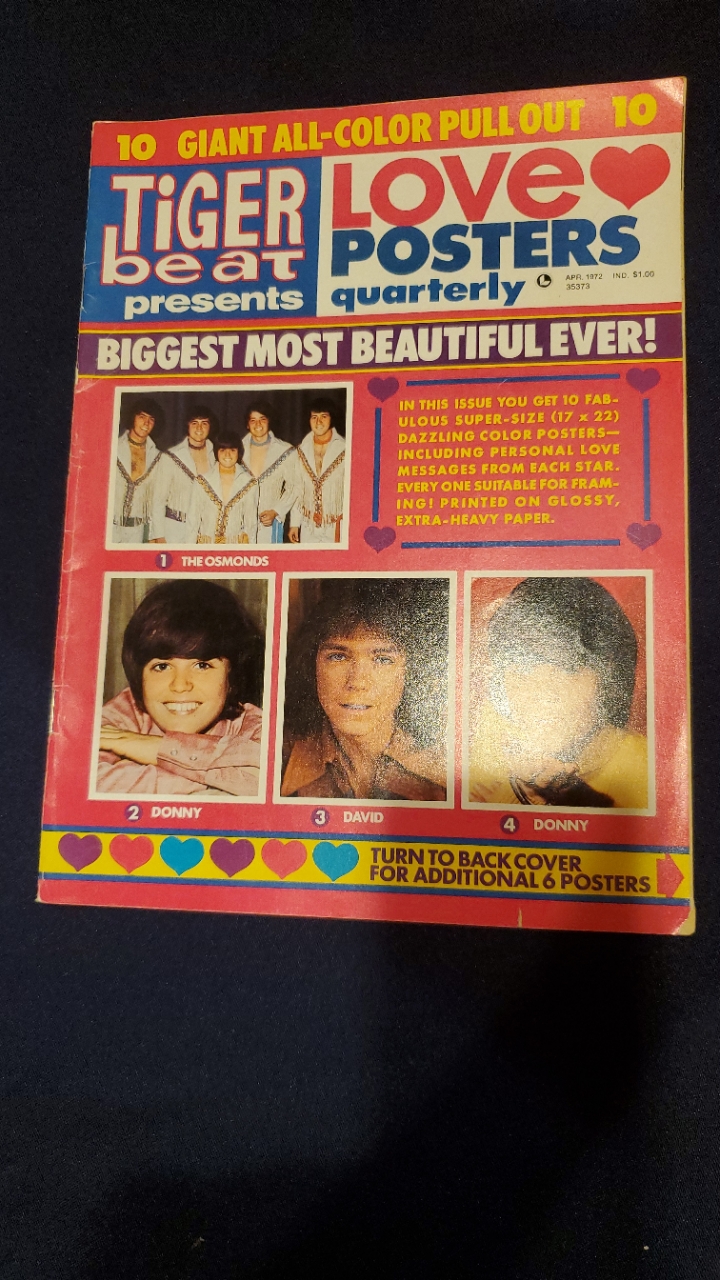 10 GIANT ALL-COLOR PULL OUT 10
TiGER
beat
presents
LOVe
POSTERS
quarterly
L
APR. 1972 IND. $1.00
35373
BIGGEST MOST BEAUTIFUL EVER!
IN THIS ISSUE YOU GET 10 FAB-
ULOUS SUPER-SIZE (17 x 22)
DAZZLING COLOR POSTERS—
INCLUDING PERSONAL LOVE
MESSAGES FROM EACH STAR.
EVERY ONE SUITABLE FOR FRAM-
ING! PRINTED ON GLOSSY,
EXTRA-HEAVY PAPER.
1 THE OSMONDS
2 DONNY
3 DAVID
4 DONNY
TURN TO BACK COVER
FOR ADDITIONAL 6 POSTERS